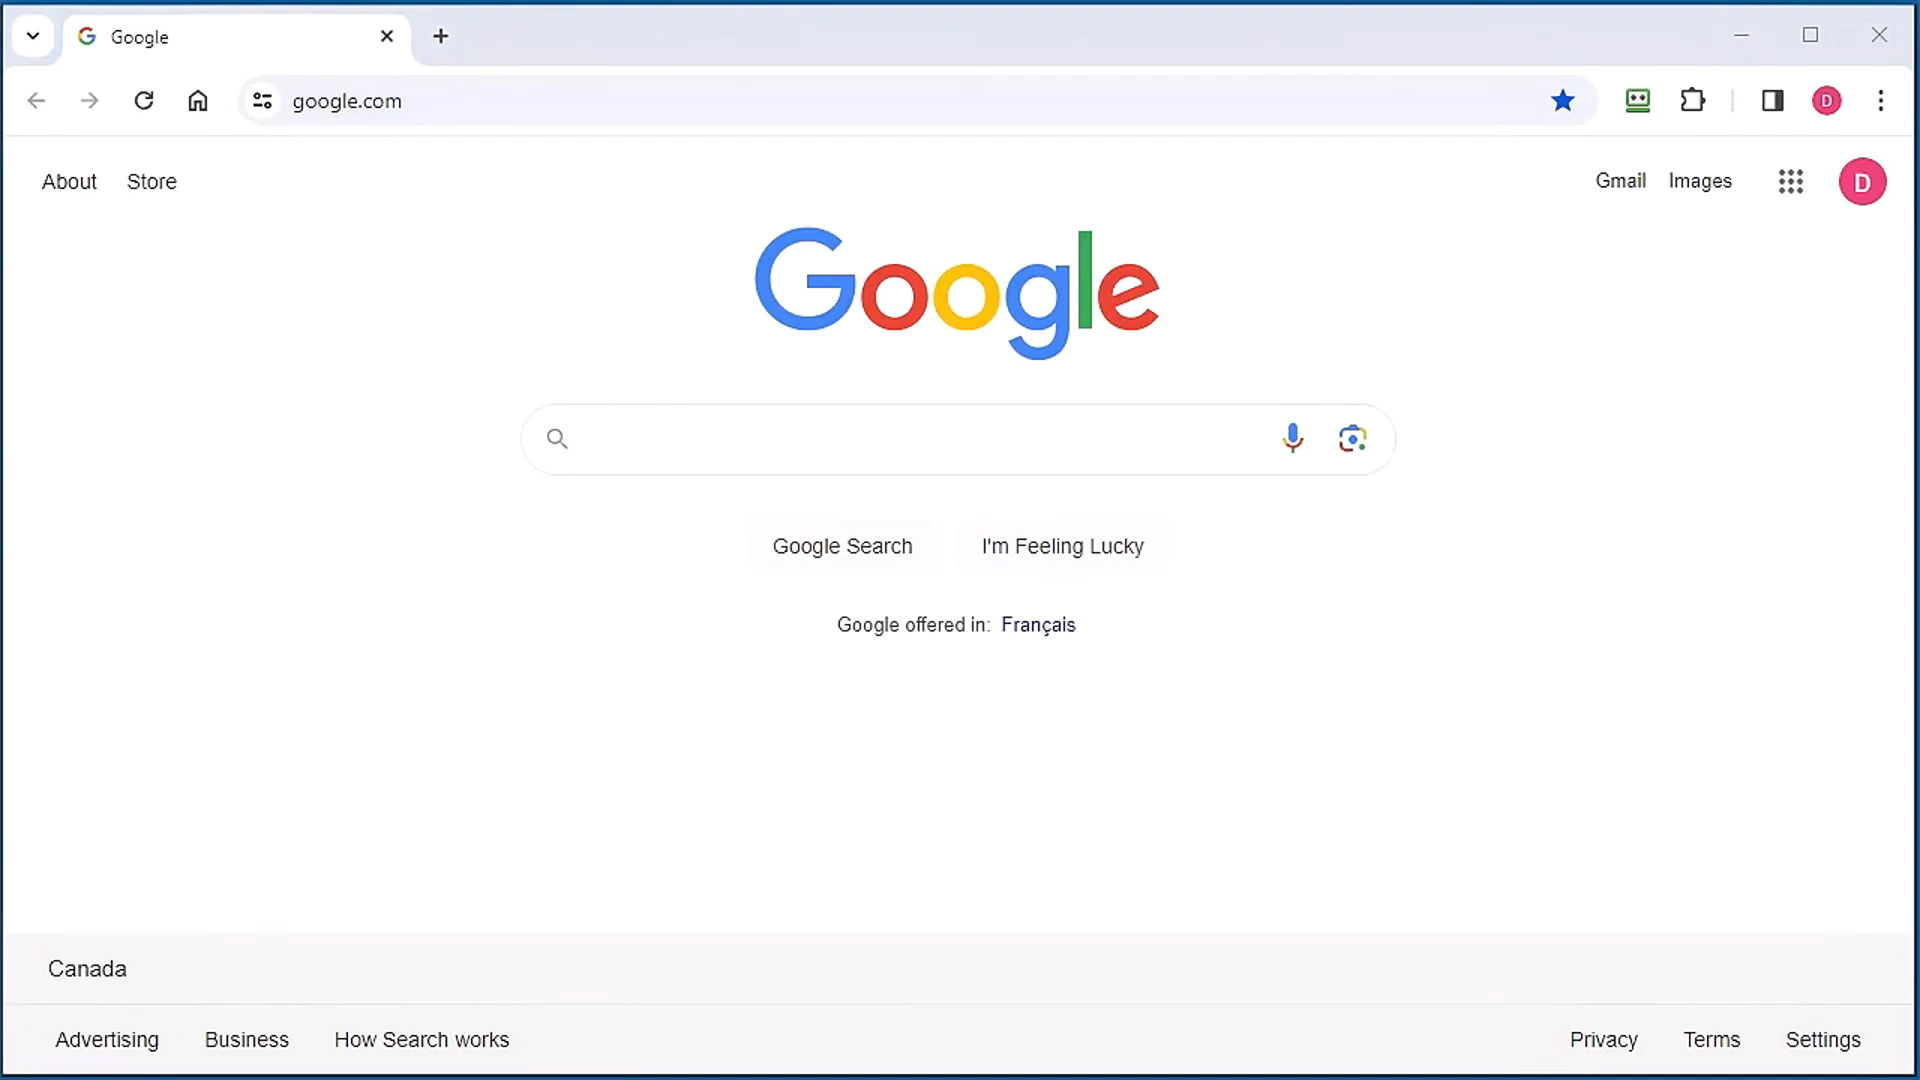 Google
google.com
D
About Store
Gmail Images
D
Google
Google Search I'm Feeling Lucky
Google offered in: Français
Canada
Advertising Business How Search works
Privacy Terms Settings